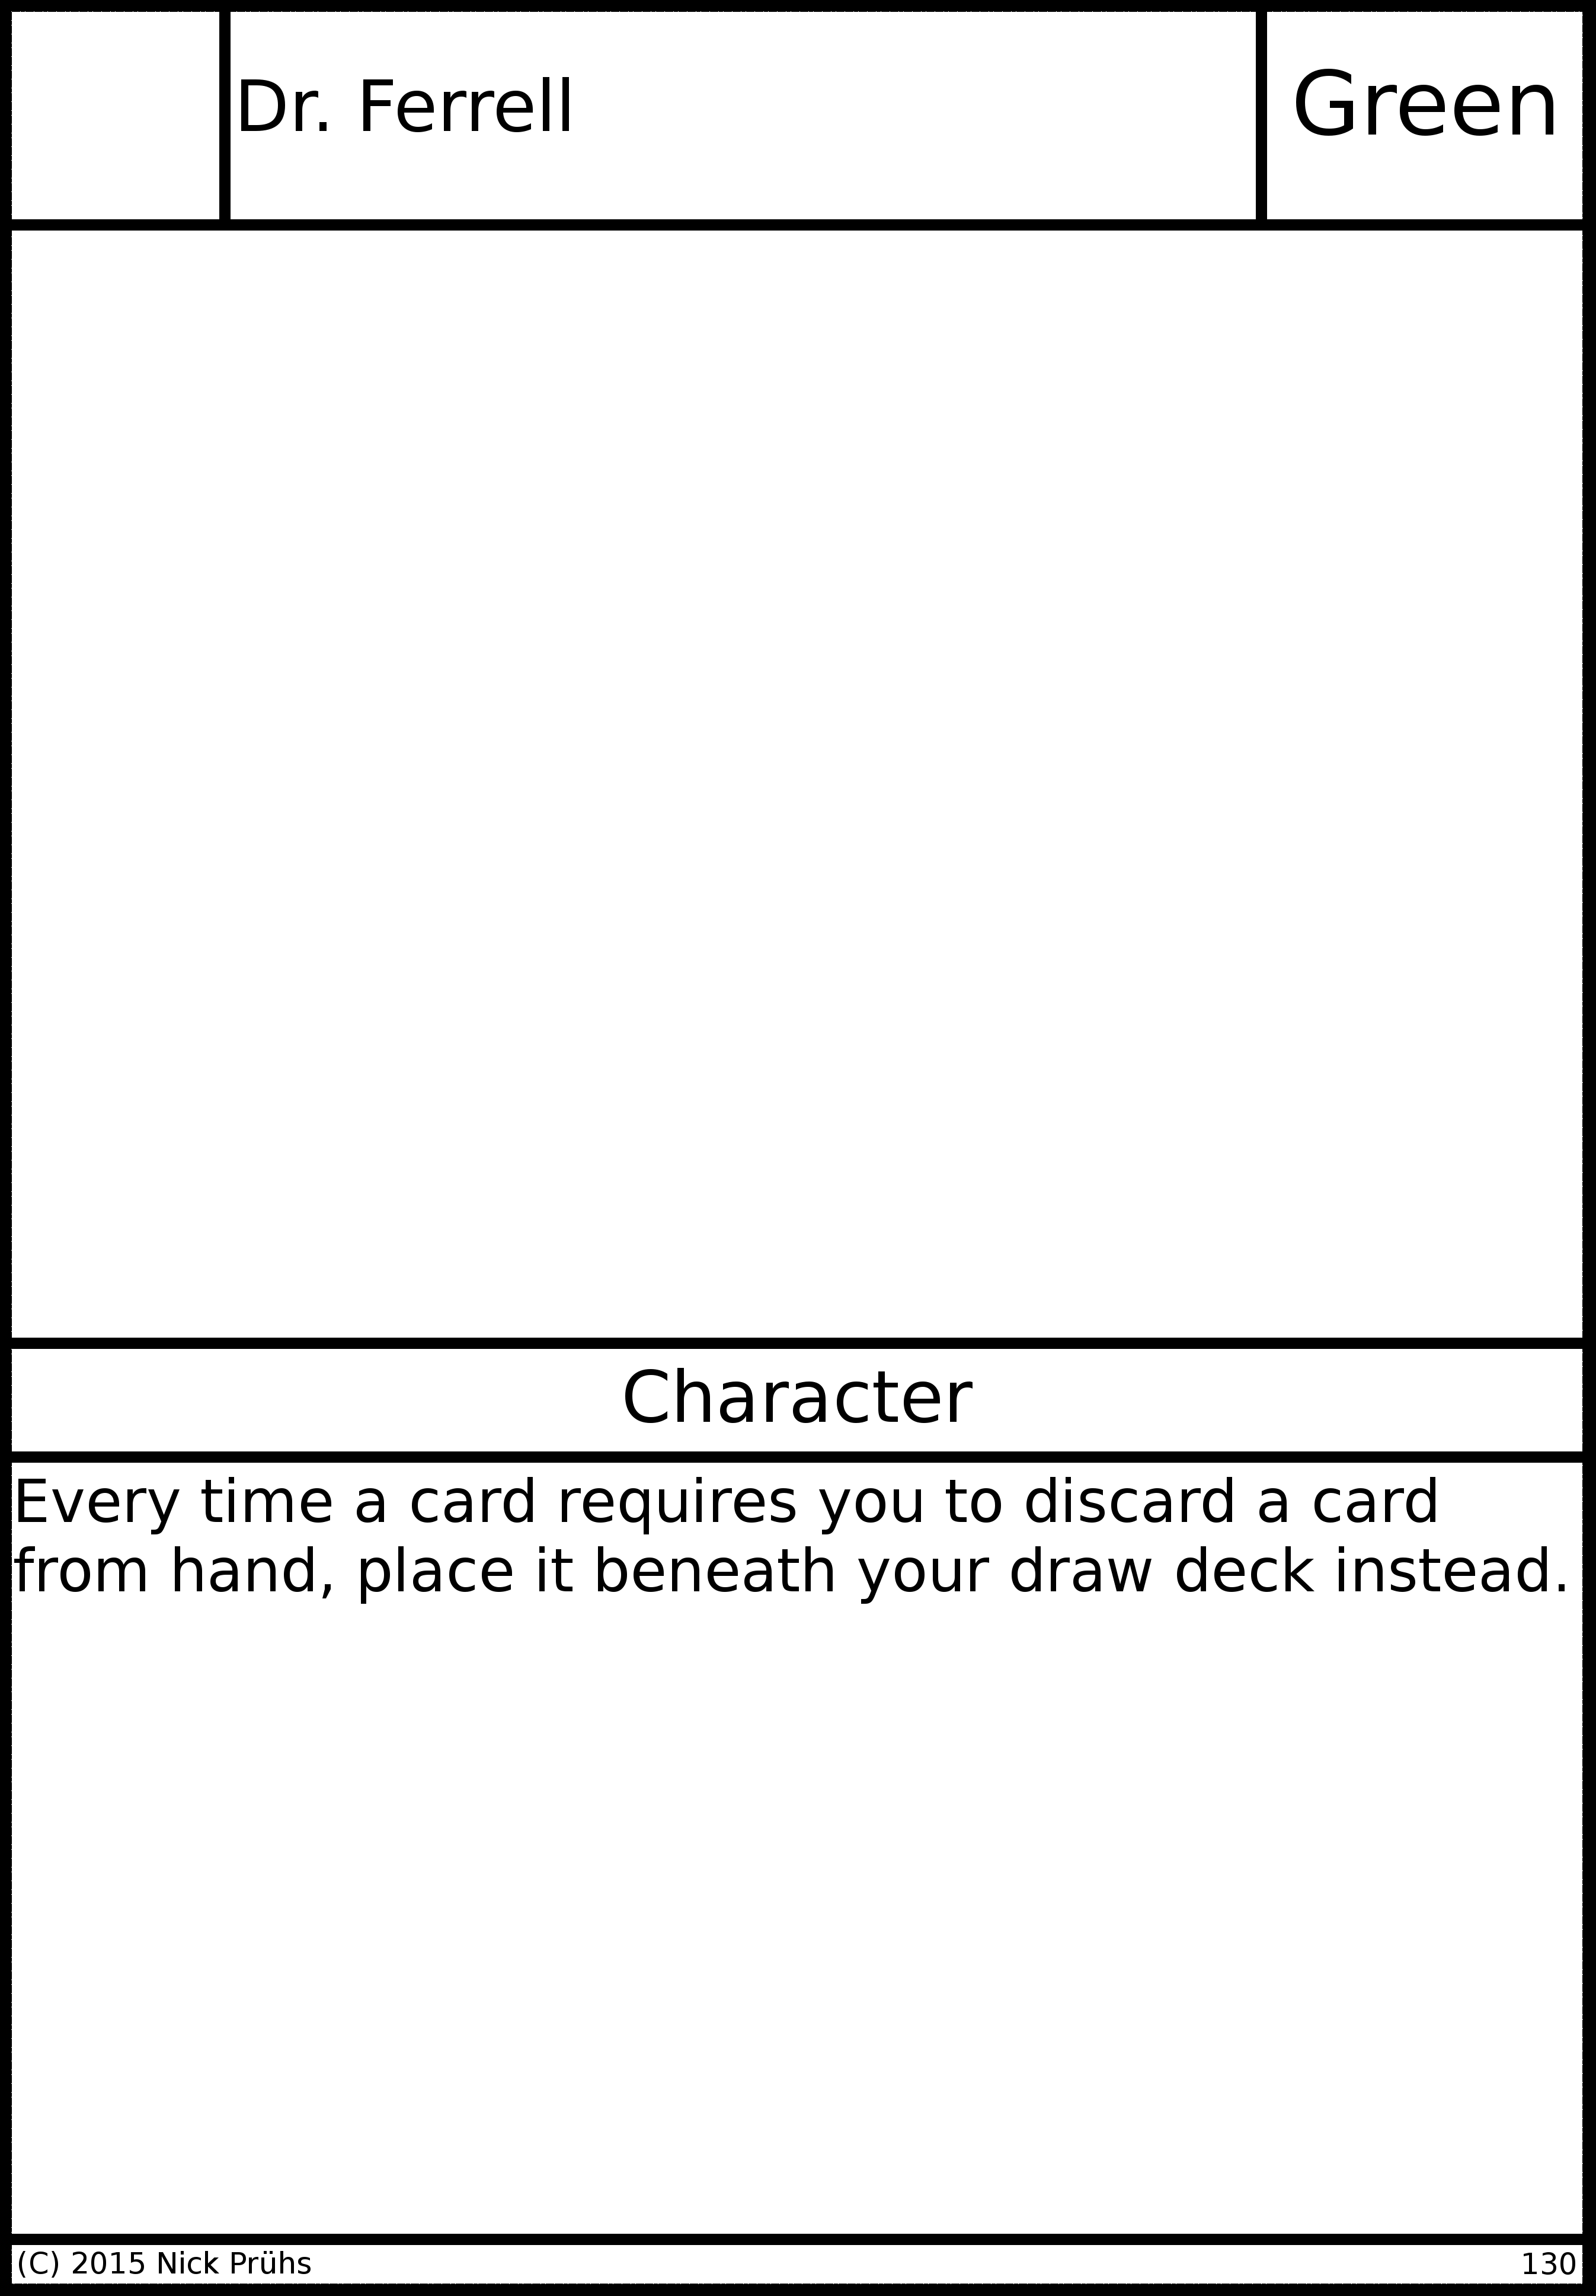 Dr. Ferrell
Green
Character
Every time a card requires you to discard a card
from hand, place it beneath your draw deck instead.
(C) 2015 Nick Prühs
130